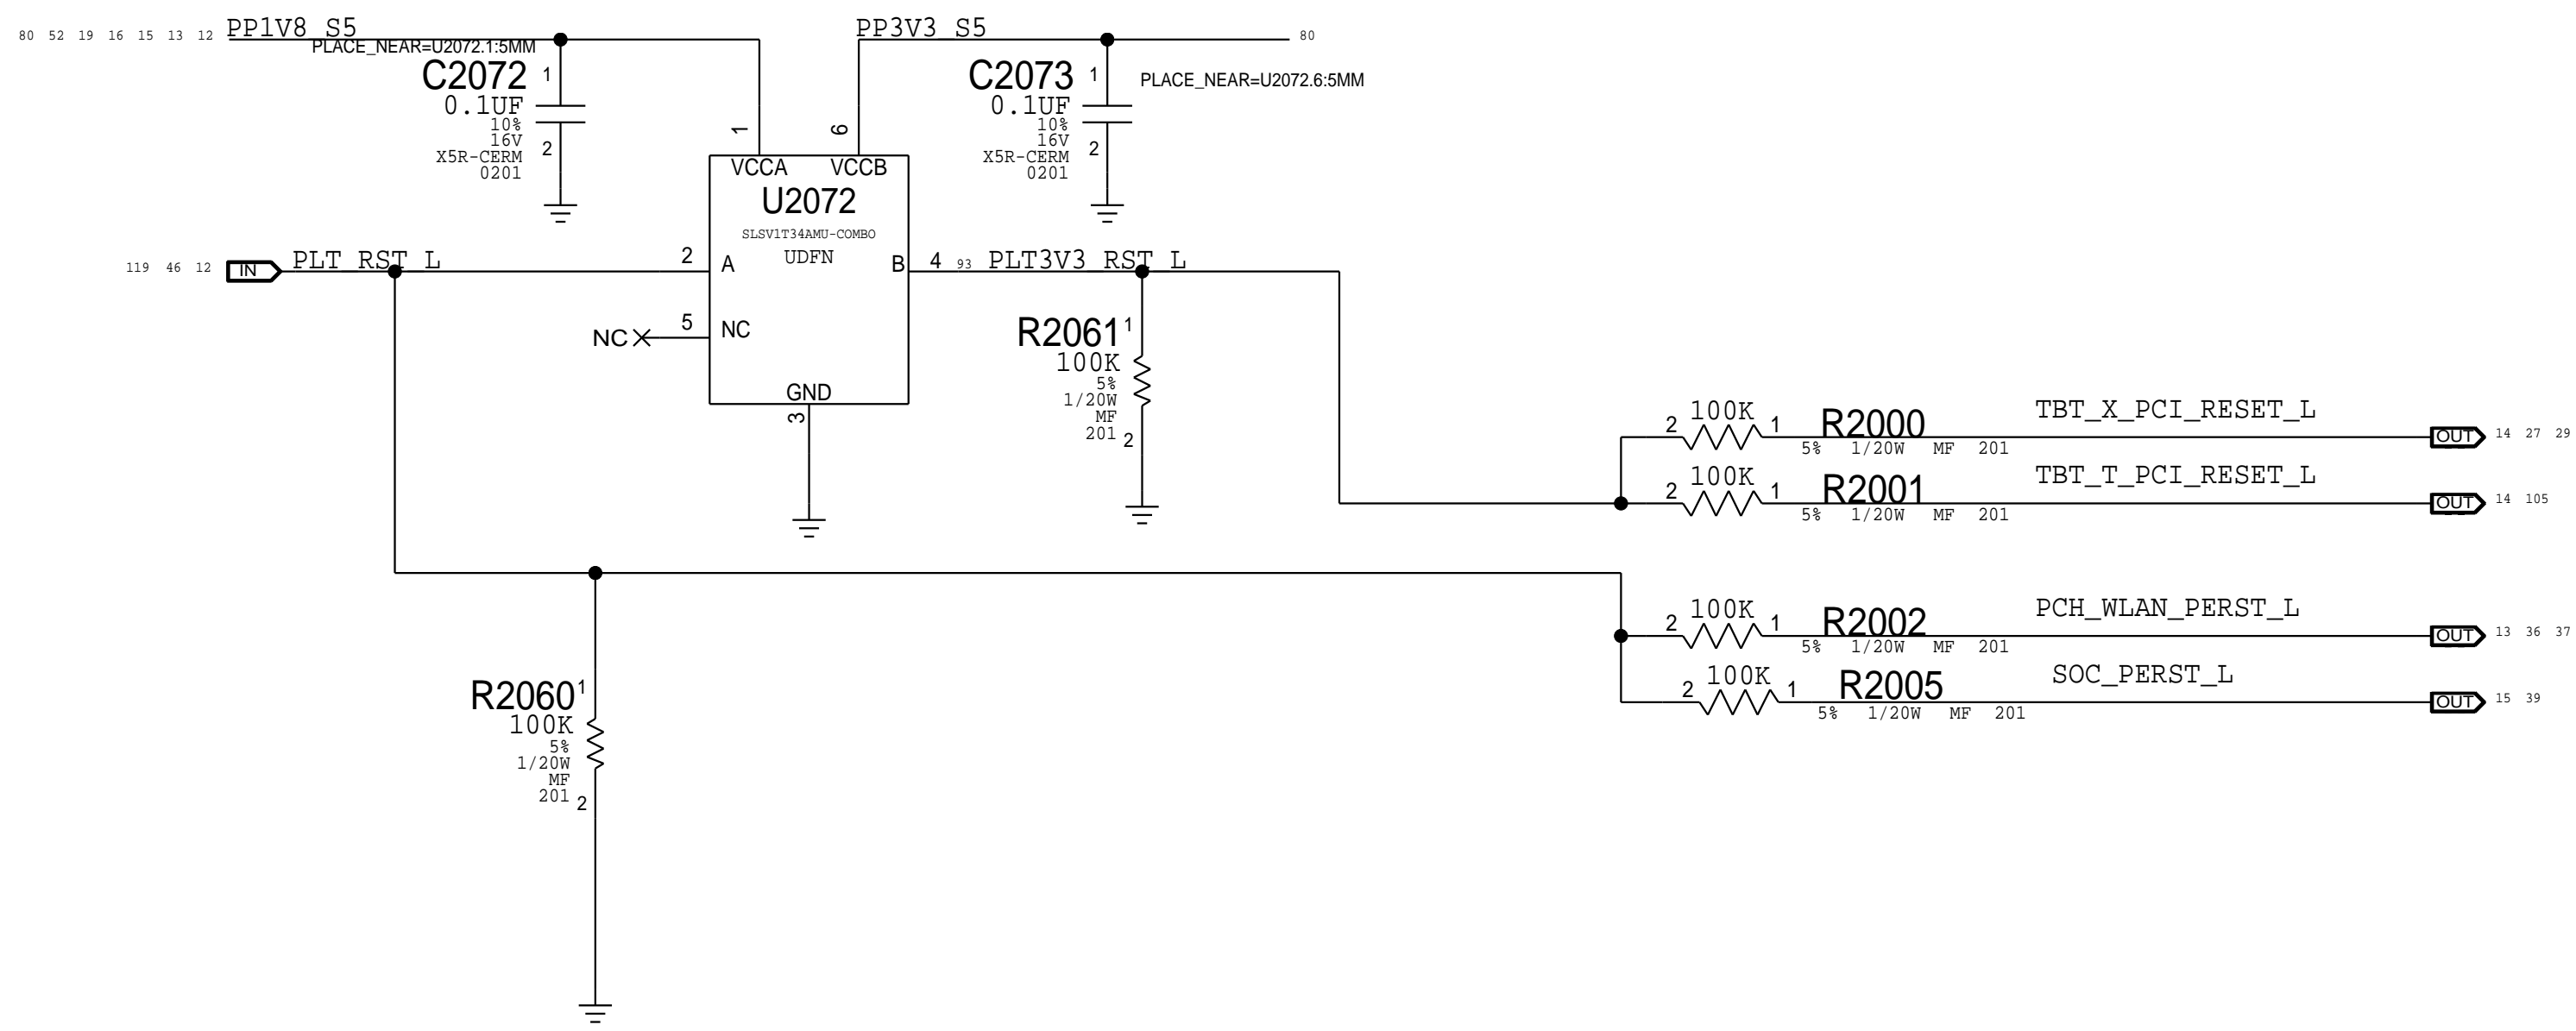 80 52 19 16 15 13 12 PP1V8_S5
PLACE_NEAR=U2072.1:5MM
C2072
1
0.1UF
10%
16V
2
X5R-CERM
0201
PP3V3_S5 80
C2073
1
PLACE_NEAR=U2072.6:5MM
0.1UF
10%
16V
2
X5R-CERM
0201
1
6
VCCA VCCB
U2072
SLSV1T34AMU-COMBO
UDFN
119 46 12 IN PLT_RST_L
2
A
B
4
93 PLT3V3_RST_L
NC
5
NC
GND
3
R2061
1
100K
5%
1/20W
MF
201
2
2 100K 1 R2000 TBT_X_PCI_RESET_L
5% 1/20W MF 201
OUT 14 27 29
2 100K 1 R2001 TBT_T_PCI_RESET_L
5% 1/20W MF 201
OUT 14 105
2 100K 1 R2002 PCH_WLAN_PERST_L
5% 1/20W MF 201
OUT 13 36 37
2 100K 1 R2005 SOC_PERST_L
5% 1/20W MF 201
OUT 15 39
R2060
1
100K
5%
1/20W
MF
201
2